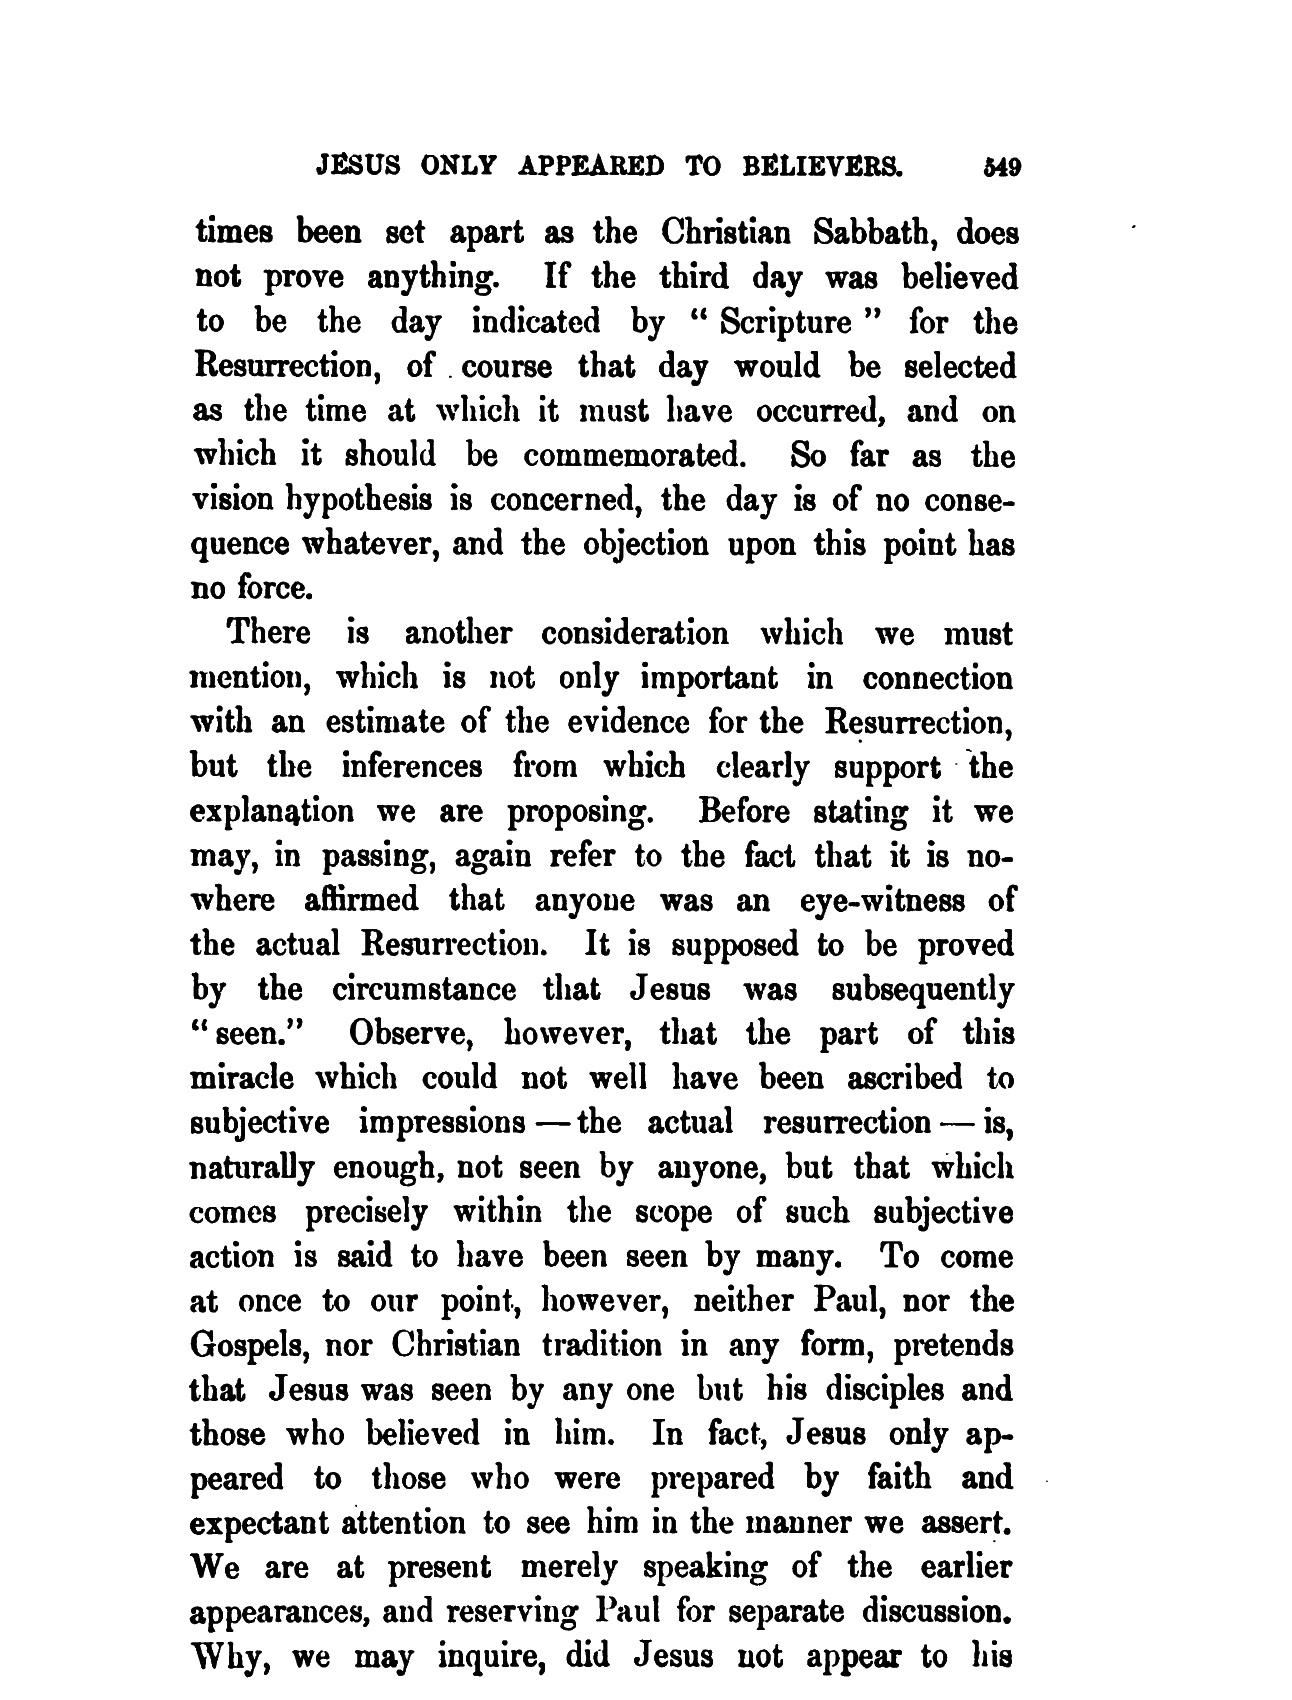 JESUS ONLY APPEARED TO BELIEVERS. 549
times been set apart as the Christian Sabbath, does
not prove anything. If the third day was believed
to be the day indicated by “ Scripture ” for the
Resurrection, of course that day would be selected
as the time at which it must have occurred, and on
which it should be commemorated. So far as the
vision hypothesis is concerned, the day is of no conse-
quence whatever, and the objection upon this point has
no force.
There is another consideration which we must
mention, which is not only important in connection
with an estimate of the evidence for the Resurrection,
but the inferences from which clearly support the
explanation we are proposing. Before stating it we
may, in passing, again refer to the fact that it is no-
where affirmed that anyone was an eye-witness of
the actual Resurrection. It is supposed to be proved
by the circumstance that Jesus was subsequently
“ seen.” Observe, however, that the part of this
miracle which could not well have been ascribed to
subjective impressions — the actual resurrection — is,
naturally enough, not seen by anyone, but that which
comes precisely within the scope of such subjective
action is said to have been seen by many. To come
at once to our point, however, neither Paul, nor the
Gospels, nor Christian tradition in any form, pretends
that Jesus was seen by any one but his disciples and
those who believed in him. In fact, Jesus only ap-
peared to those who were prepared by faith and
expectant attention to see him in the manner we assert.
We are at present merely speaking of the earlier
appearances, and reserving Paul for separate discussion.
Why, we may inquire, did Jesus not appear to his